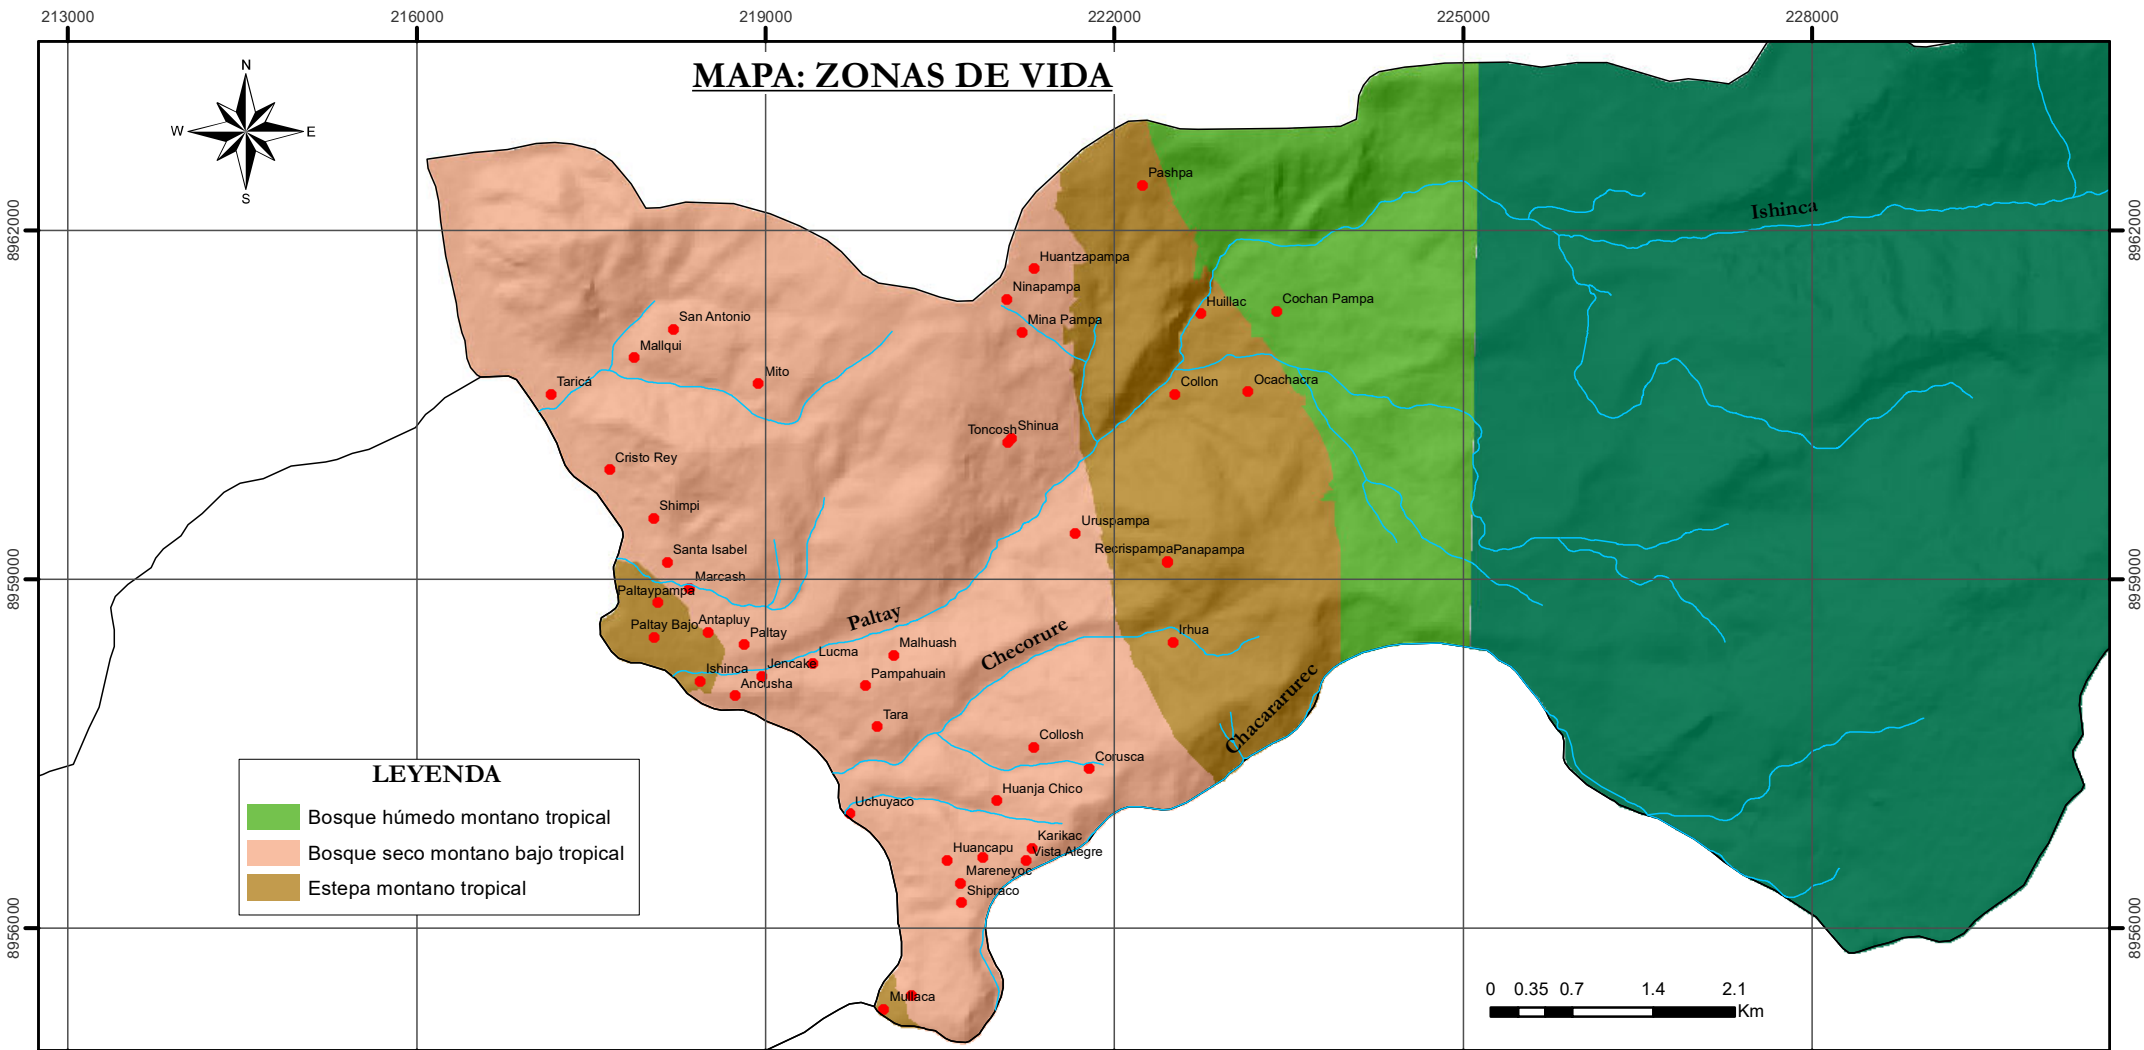 213000 216000 219000 222000 225000 228000
MAPA: ZONAS DE VIDA
N
W E
S
8962000 8962000
8959000 8959000
8956000 8956000
Pashpa
Ishinca
Huantzapampa
Ninapampa
Mina Pampa
Huillac
Cochan Pampa
San Antonio
Mallqui
Mito
Taricá
Collon
Ocachacra
Toncosh
Shinua
Cristo Rey
Shimpi
Uruspampa
Santa Isabel
Recrispampa
Panapampa
Marcash
Paltaypampa
Paltay
Paltay Bajo
Antapluy
Paltay
Checorure
Irhua
Malhuash
Lucma
Jencake
Ishinca
Pampahuain
Ancusha
Chacararurec
Tara
Collosh
Corusca
Huanja Chico
Uchuyaco
Karikac
Huancapu
Vista Alegre
Mareneyoc
Shipraco
Mullaca
LEYENDA
Bosque húmedo montano tropical
Bosque seco montano bajo tropical
Estepa montano tropical
0 0.35 0.7 1.4 2.1
Km